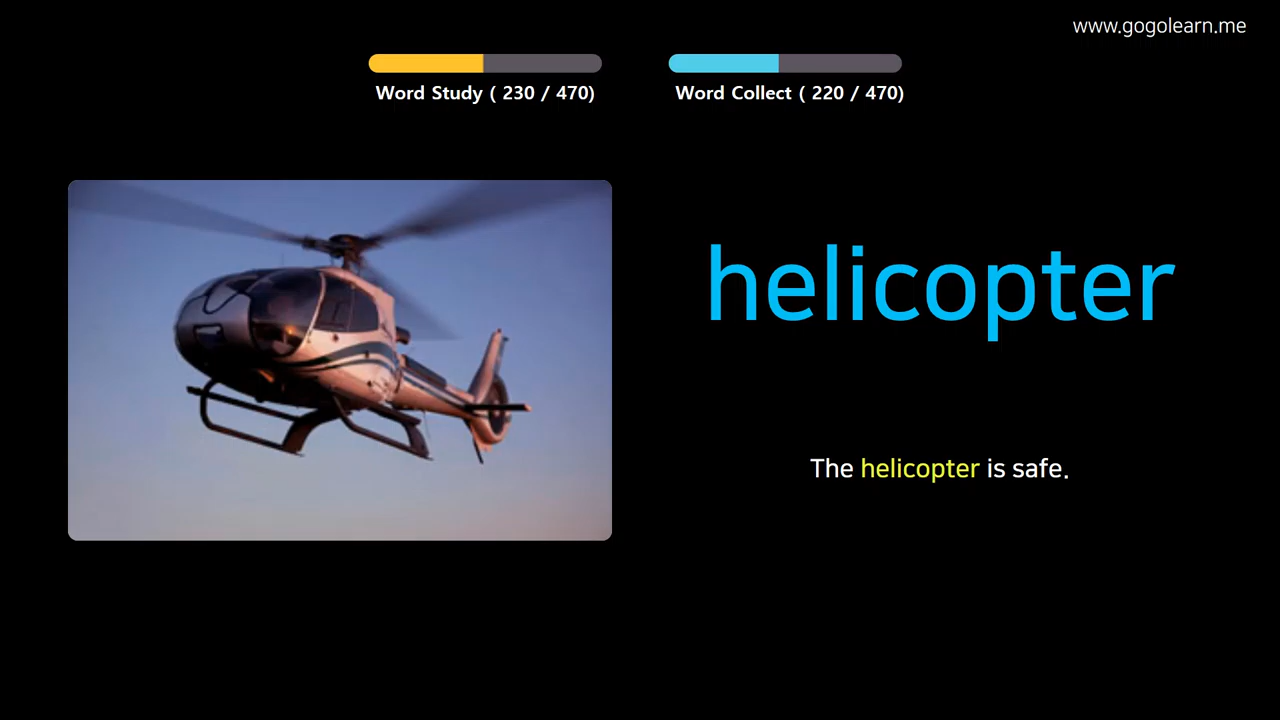 www.gogolearn.me
Word Study ( 230 / 470)
Word Collect ( 220 / 470)
helicopter
The helicopter is safe.